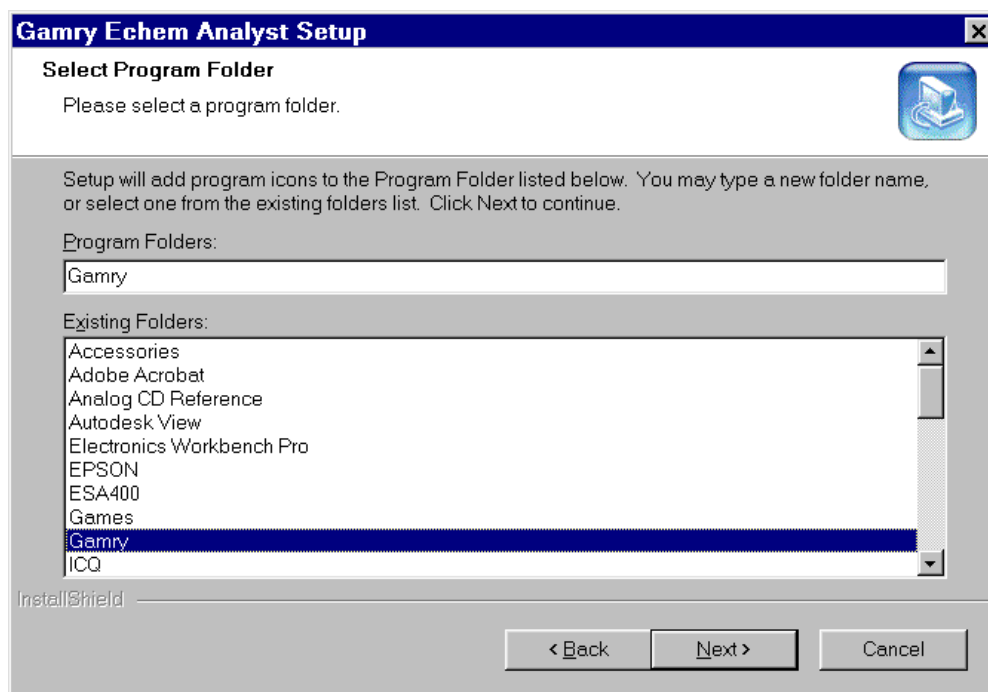 Gamry Echem Analyst Setup
Select Program Folder
Please select a program folder.
Setup will add program icons to the Program Folder listed below. You may type a new folder name,
or select one from the existing folders list. Click Next to continue.
Program Folders:
Gamry
Existing Folders:
Accessories
Adobe Acrobat
Analog CD Reference
Autodesk View
Electronics Workbench Pro
EPSON
ESA400
Games
Gamry
ICQ
InstallShield
< Back Next > Cancel